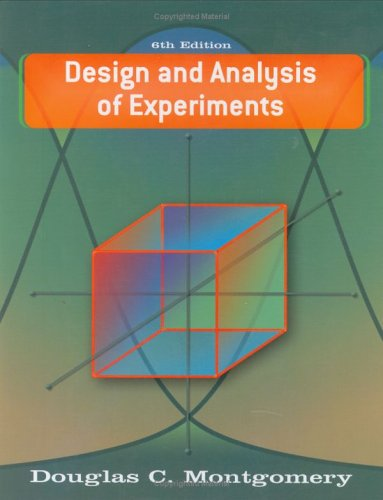 6th Edition
Design and Analysis
of Experiments
Douglas C. Montgomery